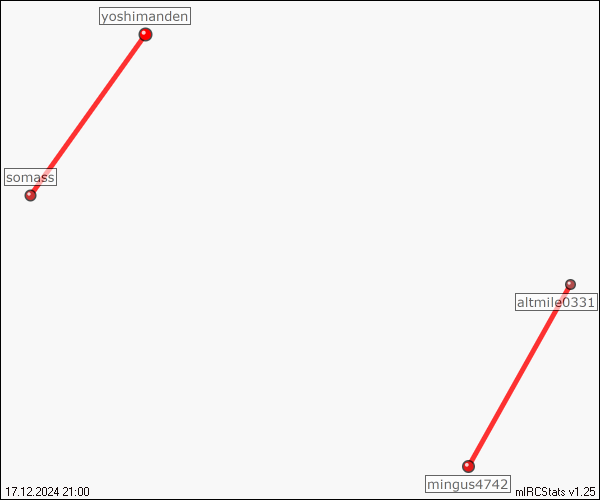 yoshimanden
somass
altmile0331
mingus4742
17.12.2024 21:00
mIRCStats v1.25